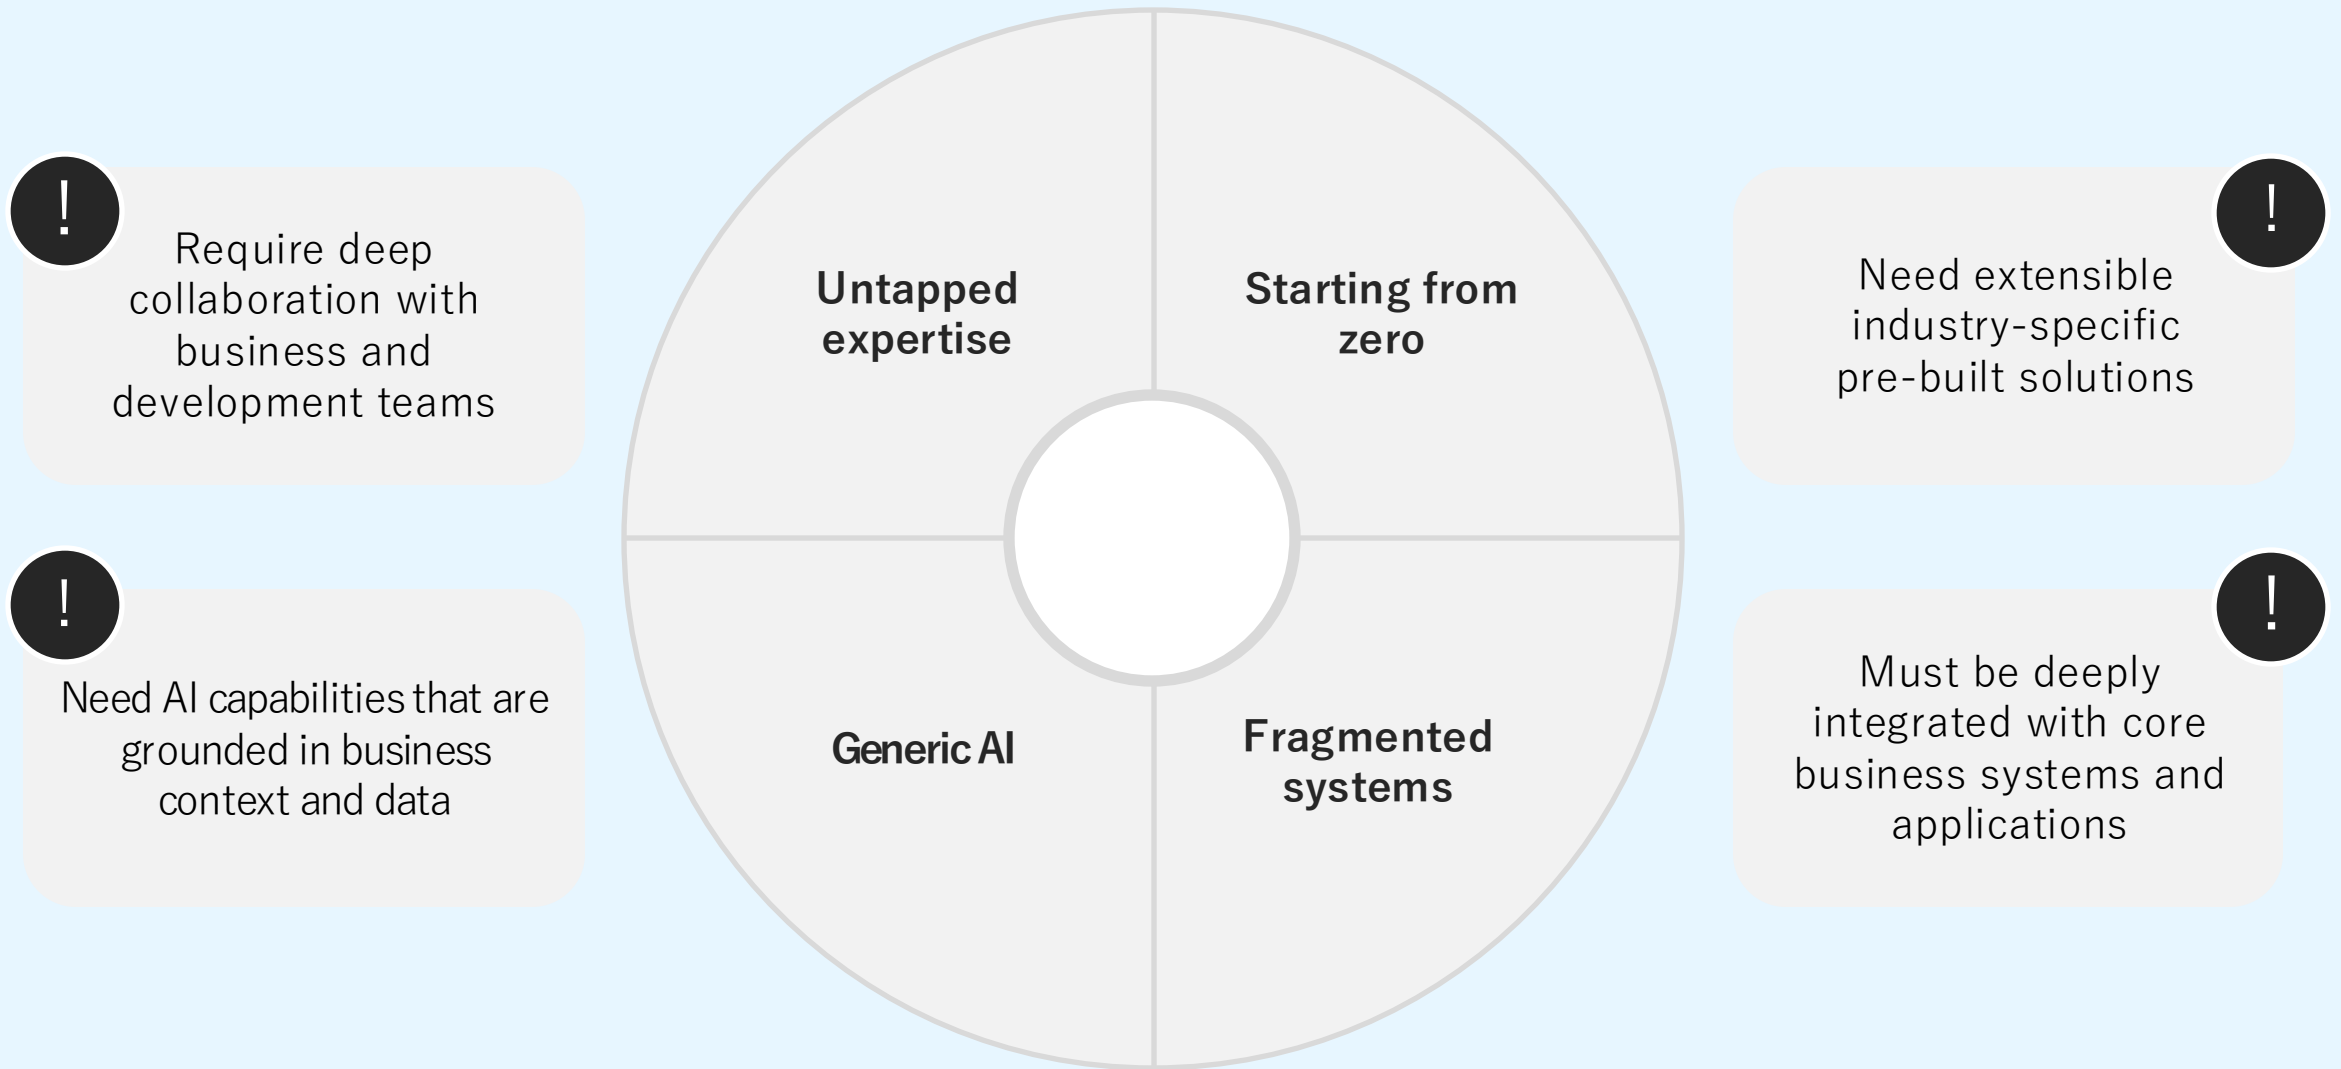 !
Require deep
collaboration with
business and
development teams
Untapped
expertise
Starting from
zero
!
Need extensible
industry-specific
pre-built solutions
!
Need AI capabilities that are
grounded in business
context and data
Generic AI
Fragmented
systems
!
Must be deeply
integrated with core
business systems and
applications